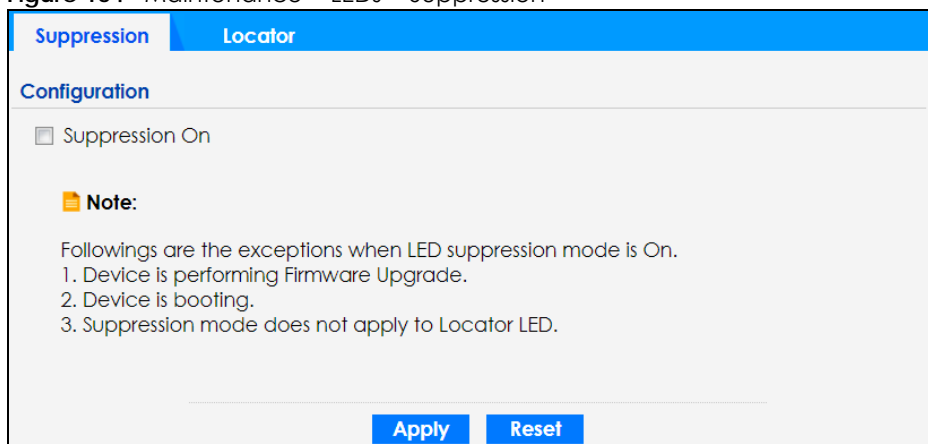 Suppression Locator
Configuration
Suppression On
Note:
Followings are the exceptions when LED suppression mode is On.
1. Device is performing Firmware Upgrade.
2. Device is booting.
3. Suppression mode does not apply to Locator LED.
Apply Reset